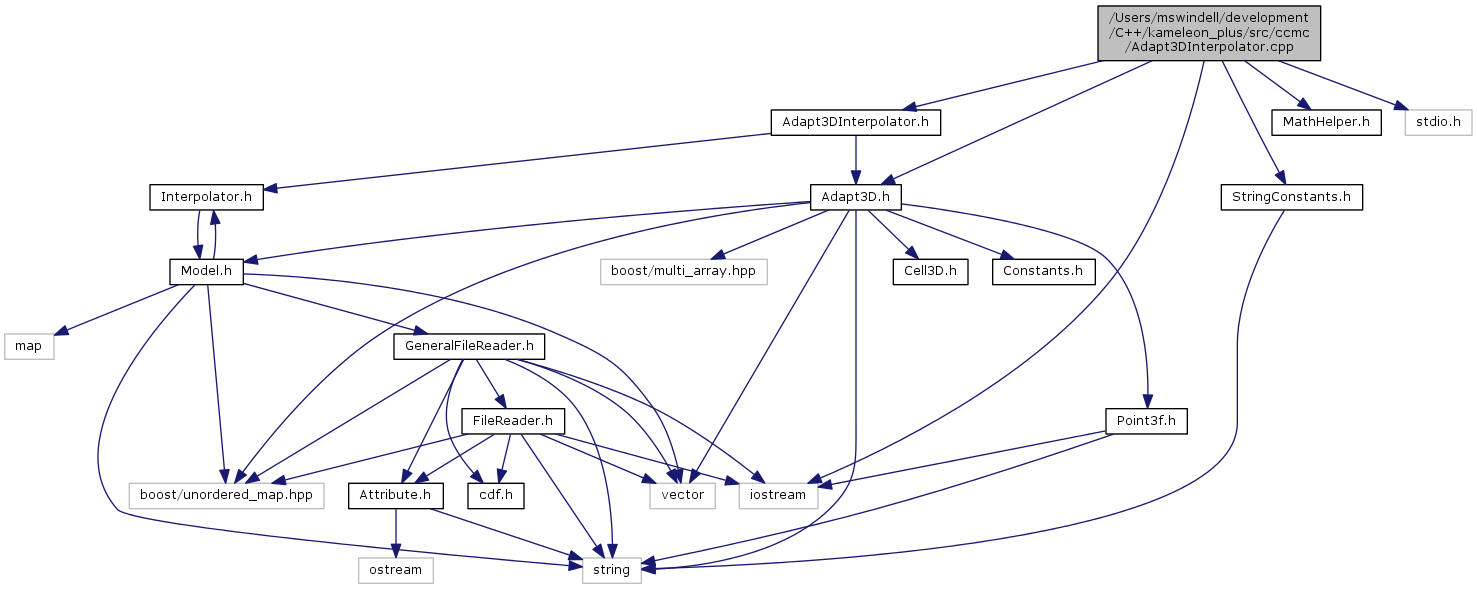 /Users/mswindell/development
/C++/kameleon_plus/src/ccmc
/Adapt3DInterpolator.cpp
Adapt3DInterpolator.h
MathHelper.h
stdio.h
Interpolator.h
Adapt3D.h
StringConstants.h
Model.h
boost/multi_array.hpp
Cell3D.h
Constants.h
map
GeneralFileReader.h
FileReader.h
Point3f.h
boost/unordered_map.hpp
Attribute.h
cdf.h
vector
iostream
ostream
string